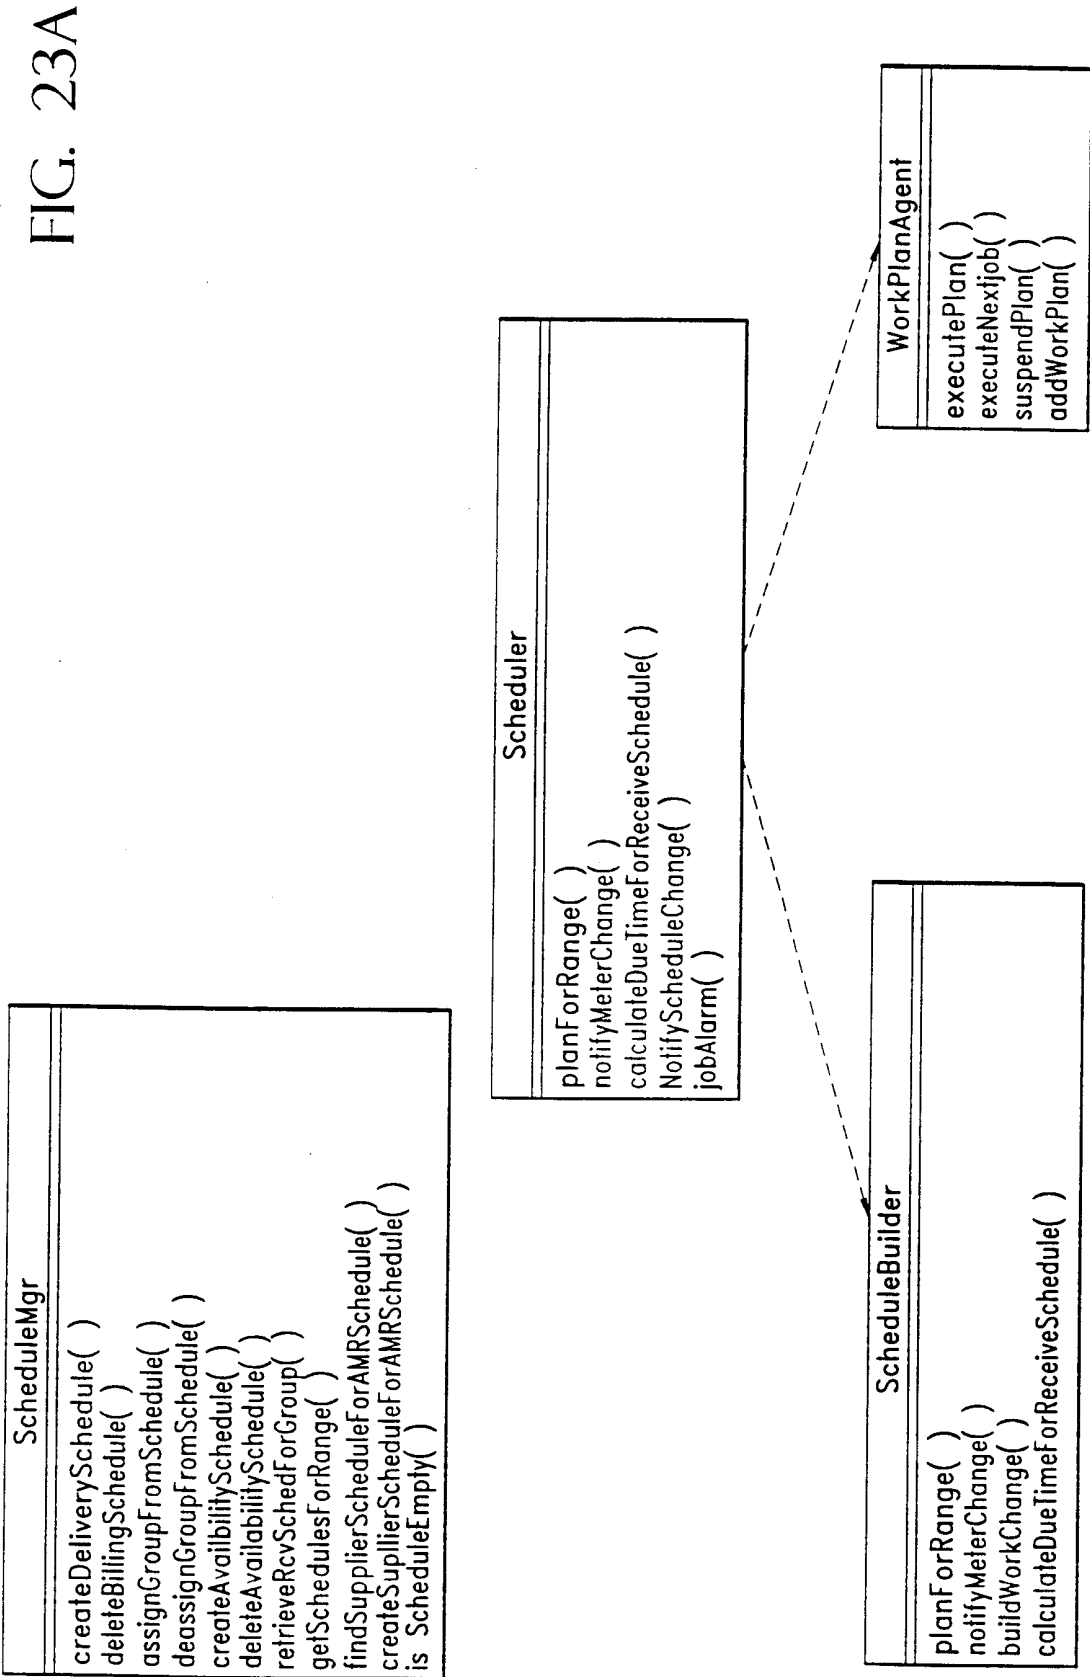 FIG. 23A
ScheduleMgr
createDeliverySchedule( )
deleteBillingSchedule( )
assignGroupFromSchedule( )
deassignGroupFromSchedule( )
createAvailbilitySchedule( )
deleteAvailabilitySchedule( )
retrieveRcvSchedForGroup( )
getSchedulesForRange( )
findSupplierScheduleForAMRSchedule( )
createSupllierScheduleForAMRSchedule( )
is ScheduleEmpty( )
Scheduler
planForRange( )
notifyMeterChange( )
calculateDueTimeForReceiveSchedule( )
NotifyScheduleChange( )
jobAlarm( )
ScheduleBuilder
planForRange( )
notifyMeterChange( )
buildWorkChange( )
calculateDueTimeForReceiveSchedule( )
WorkPlanAgent
executePlan( )
executeNextjob( )
suspendPlan( )
addWorkPlan( )